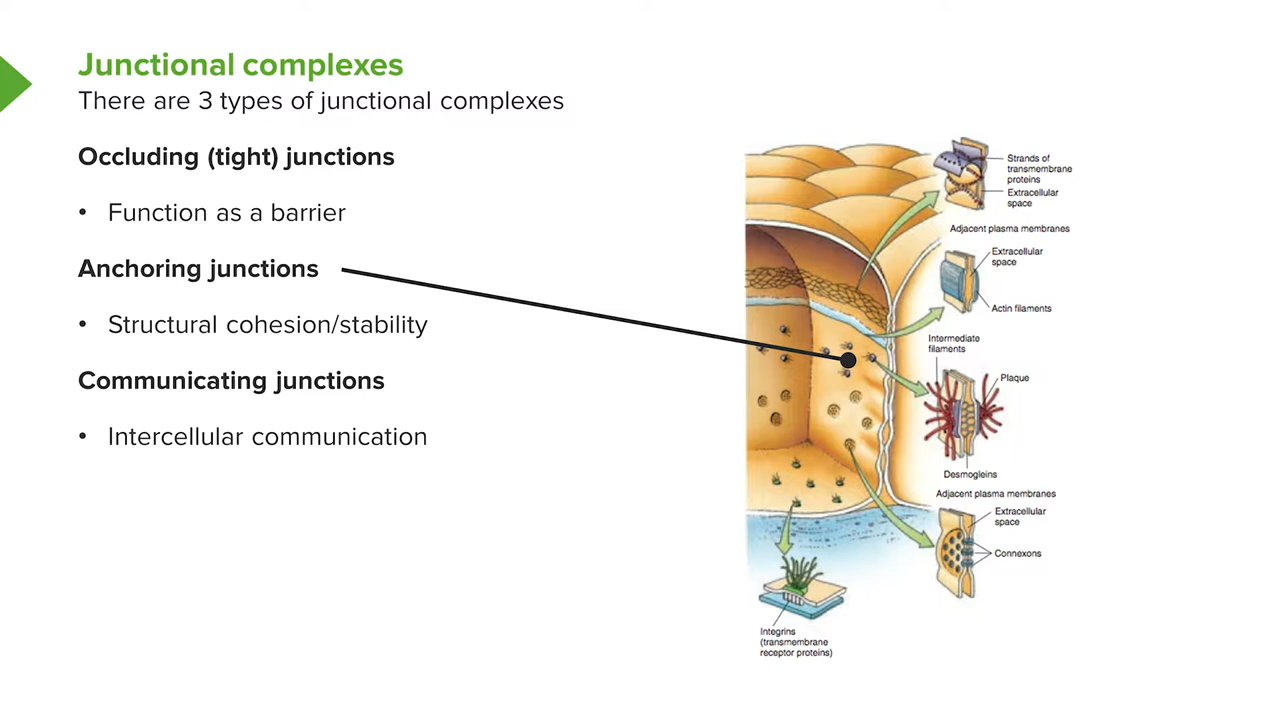 Junctional complexes
There are 3 types of junctional complexes
Occluding (tight) junctions
• Function as a barrier
Anchoring junctions
• Structural cohesion/stability
Communicating junctions
• Intercellular communication
Strands of
transmembrane
proteins
Extracellular
space
Adjacent plasma membranes
Extracellular
space
Actin filaments
Intermediate
filaments
Plaque
Desmogleins
Adjacent plasma membranes
Extracellular
space
Connexons
Integrins
(transmembrane
receptor proteins)